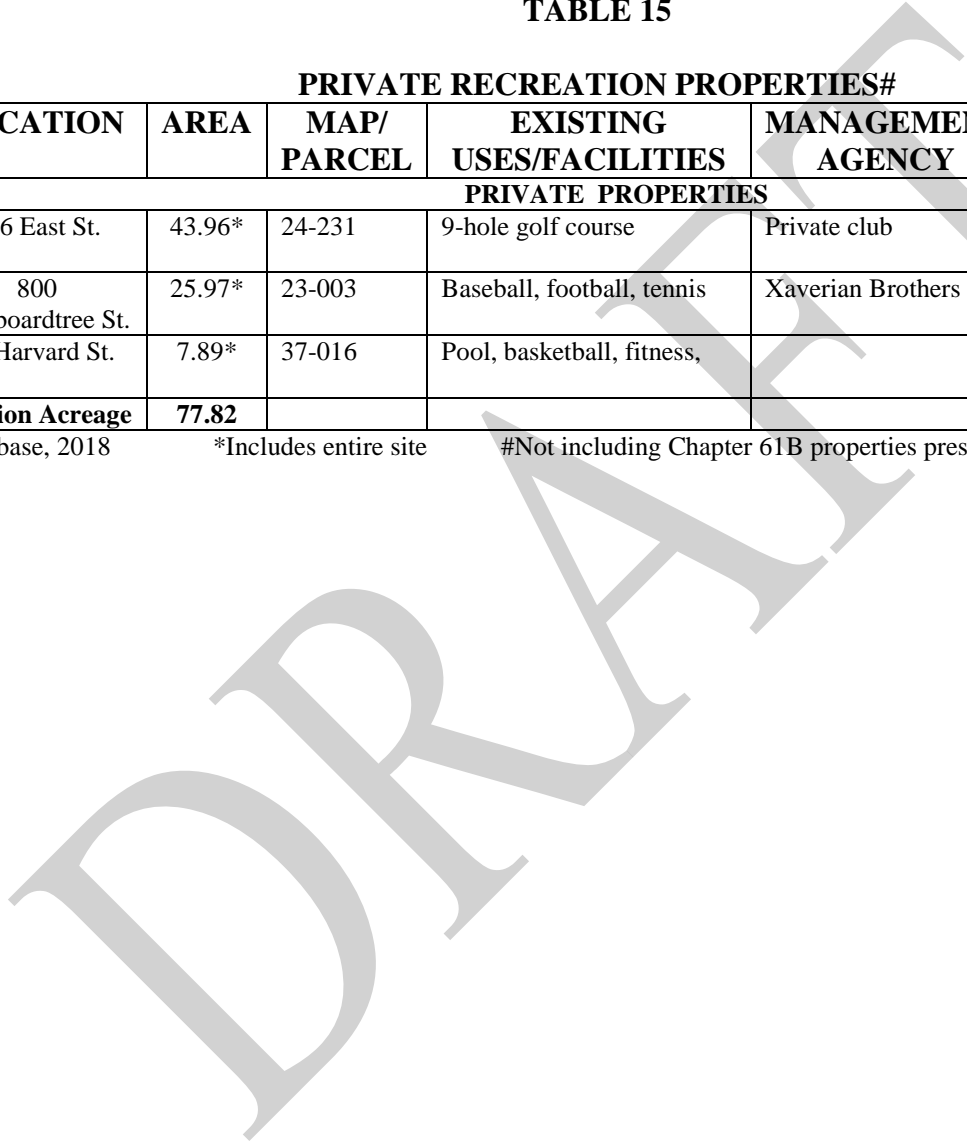 TABLE 15
PRIVATE RECREATION PROPERTIES#
CATION AREA MAP/ PARCEL EXISTING USES/FACILITIES MANAGEMEN AGENCY
PRIVATE PROPERTIES
6 East St. 43.96* 24-231 9-hole golf course Private club
800 boardtree St. 25.97* 23-003 Baseball, football, tennis Xaverian Brothers
Harvard St. 7.89* 37-016 Pool, basketball, fitness,
ion Acreage 77.82
base, 2018 *Includes entire site #Not including Chapter 61B properties pres
DRAFT